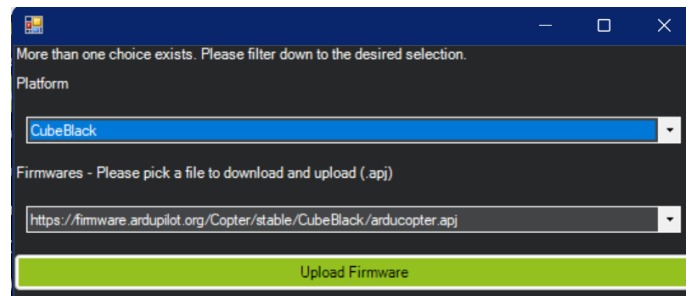 More than one choice exists. Please filter down to the desired selection.
Platform
CubeBlack
Firmwares - Please pick a file to download and upload (.apj)
https://firmware.ardupilot.org/Copter/stable/CubeBlack/arducopter.apj
Upload Firmware